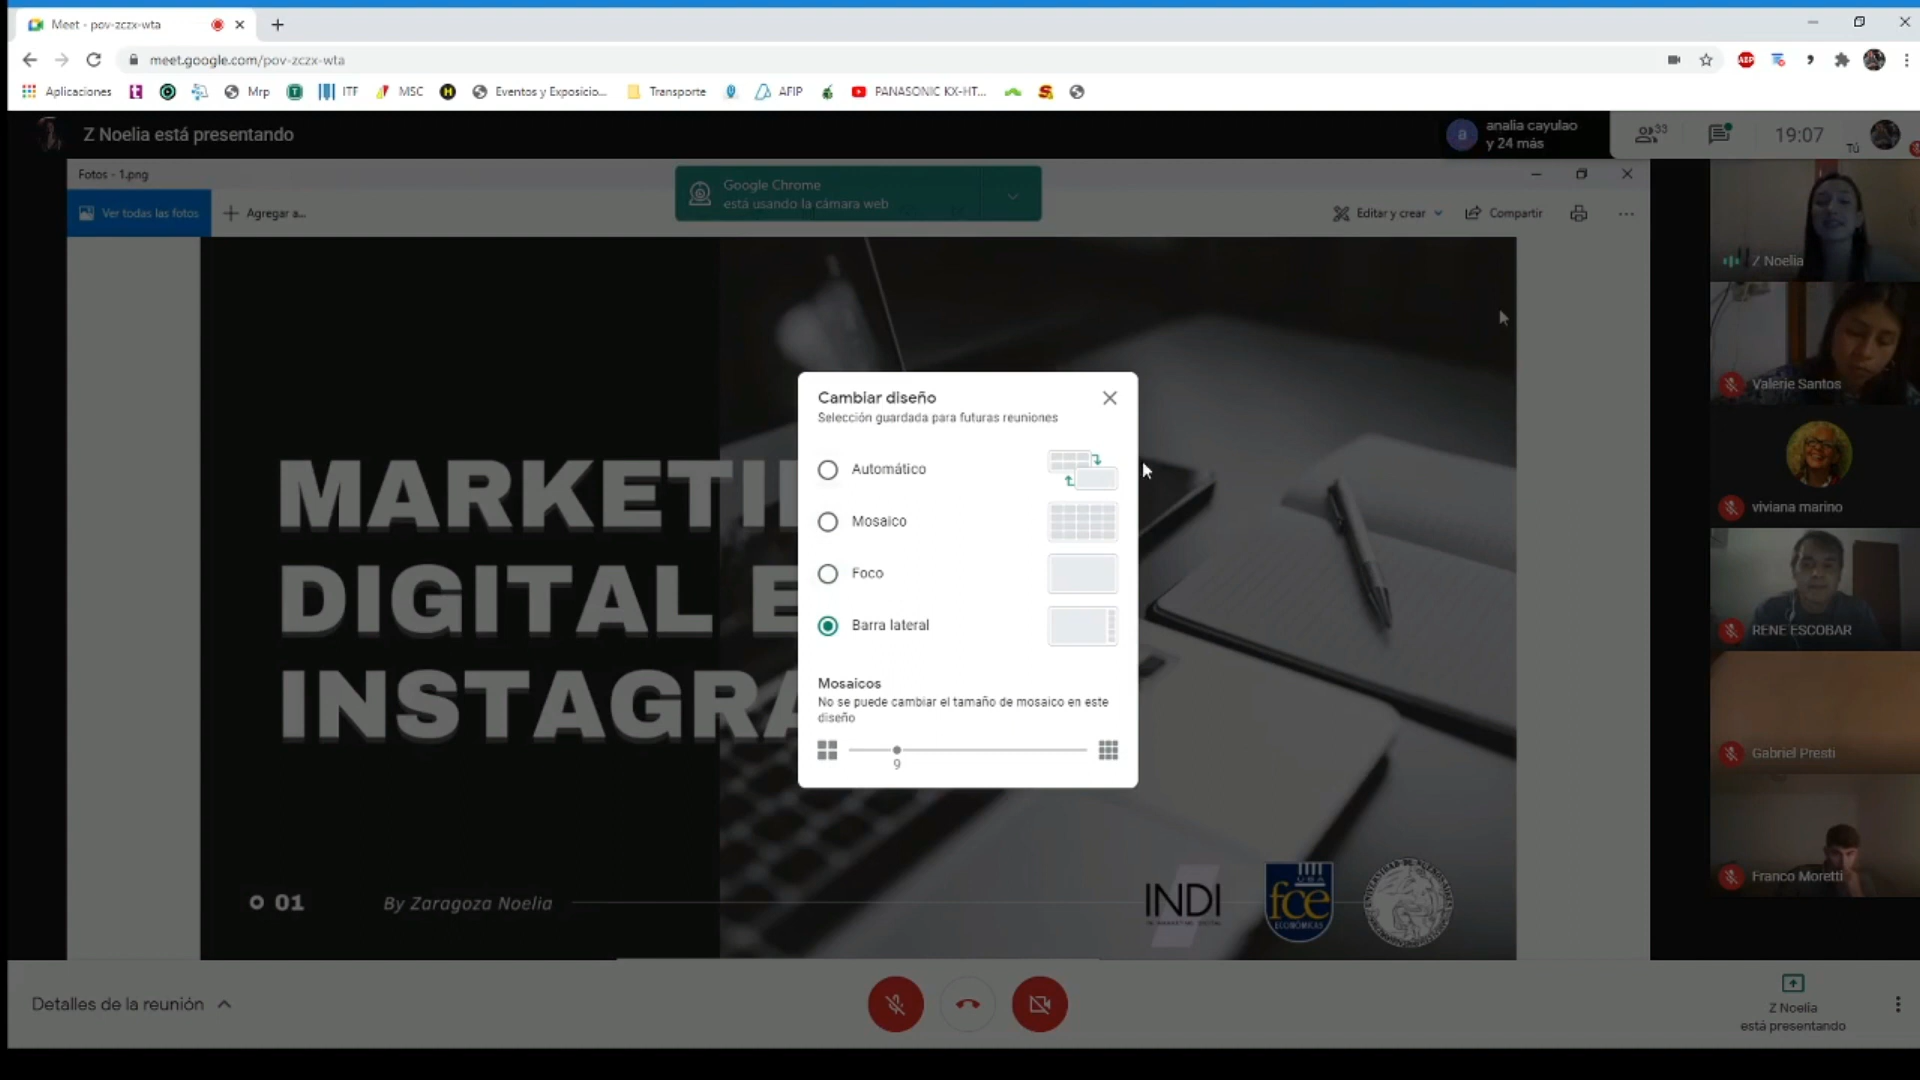 Meet - pov-zczx-wta
meet.google.com/pov-zczx-wta
ABP
Aplicaciones
t
Mrp
T
ITF
MSC
H
Eventos y Exposicio...
Transporte
AFIP
PANASONIC KX-HT...
S
Z Noelia está presentando
a
analia cayulao
y 24 más
33
19:07
Tú
Fotos - 1.png
Google Chrome
está usando la cámara web
Ver todas las fotos
Agregar a...
Editar y crear
Compartir
Z Noelia
Valerie Santos
viviana marino
RENE ESCOBAR
Gabriel Presti
Franco Moretti
Cambiar diseño
Selección guardada para futuras reuniones
Automático
Mosaico
Foco
Barra lateral
Mosaicos
No se puede cambiar el tamaño de mosaico en este
diseño
9
MARKETI
DIGITAL E
INSTAGRA
01
By Zaragoza Noelia
INDI
UBA
fce
ECONÓMICAS
Detalles de la reunión
Z Noelia
está presentando